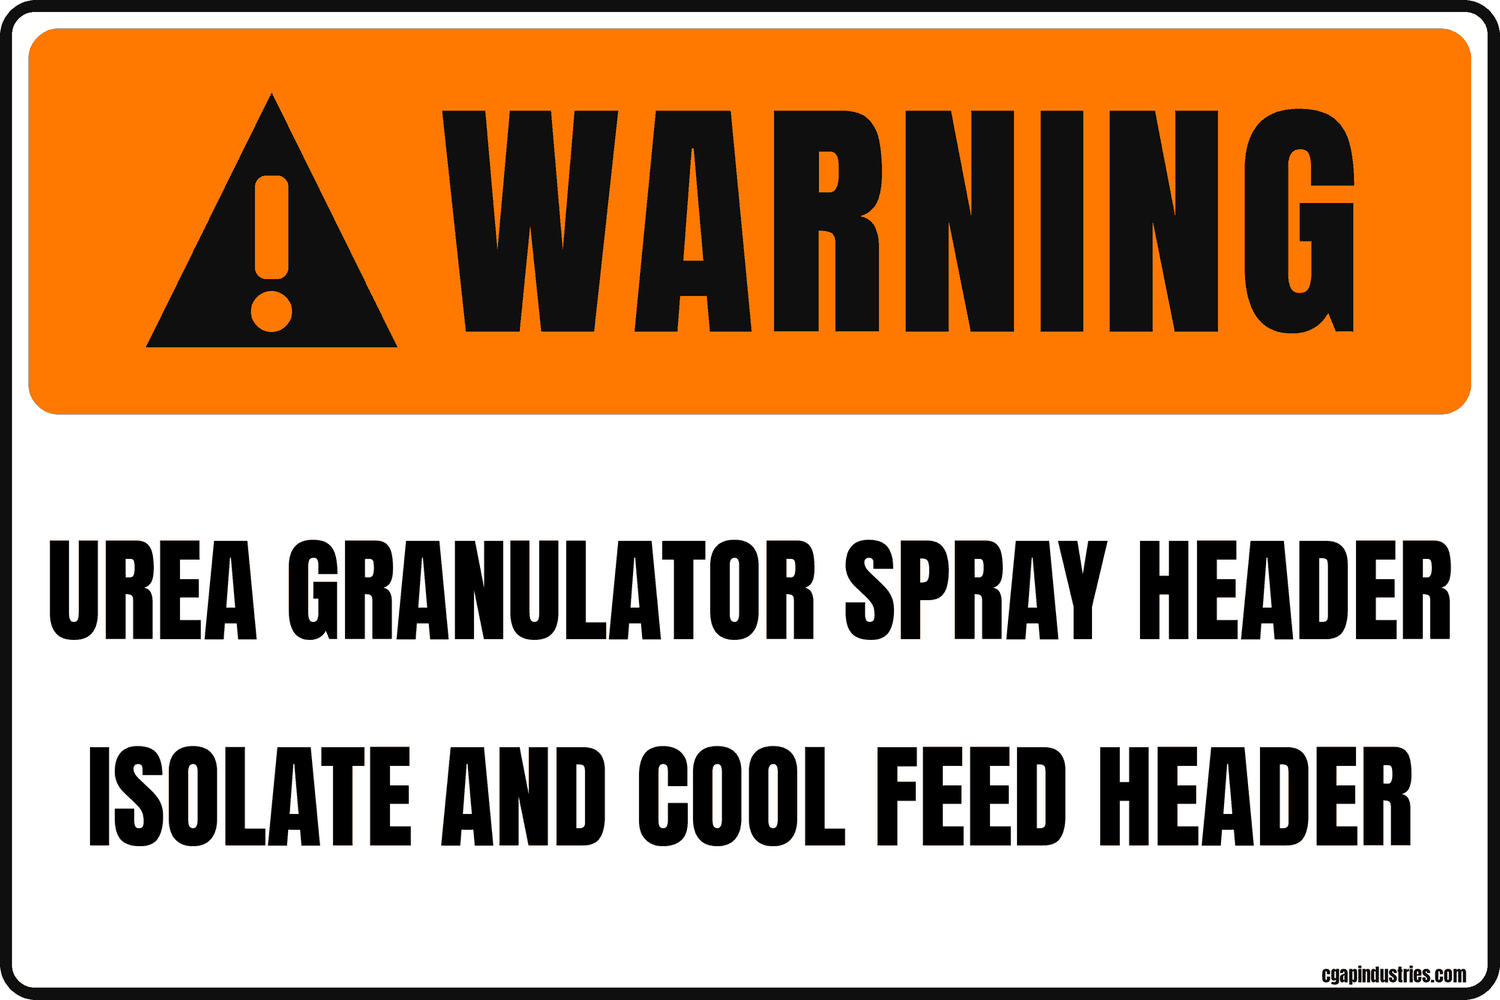 WARNING
UREA GRANULATOR SPRAY HEADER
ISOLATE AND COOL FEED HEADER
cgapindustries.com